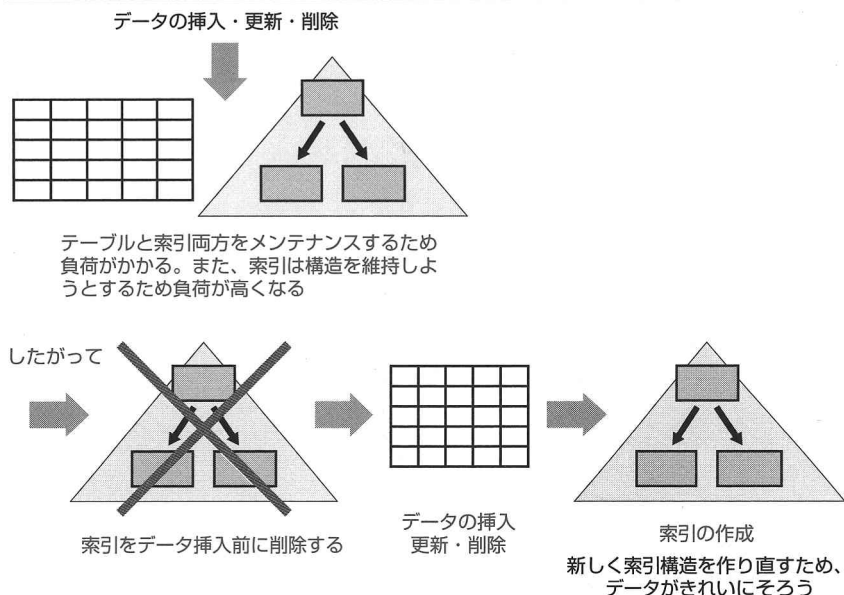 データの挿入・更新・削除
テーブルと索引両方をメンテナンスするため
負荷がかかる。また、索引は構造を維持しよ
うとするため負荷が高くなる
したがって
索引をデータ挿入前に削除する
データの挿入
更新・削除
索引の作成
新しく索引構造を作り直すため、
データがきれいにそろう